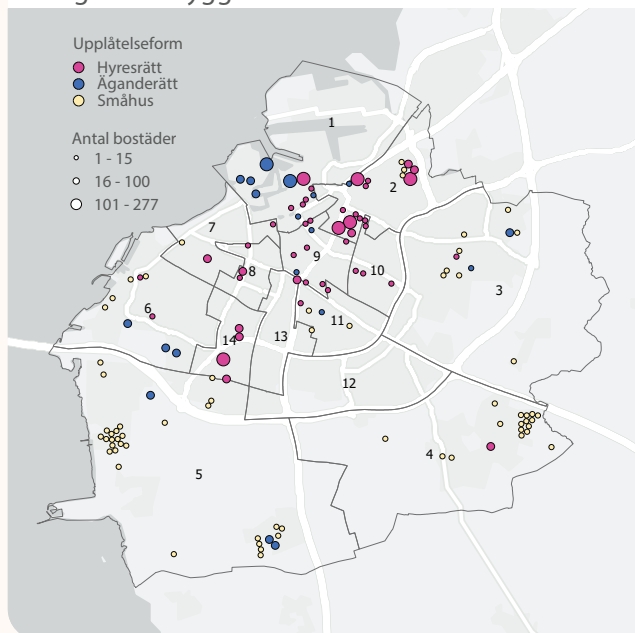 Upplåtelseform
Hyresrätt
Äganderätt
Småhus
Antal bostäder
1 - 15
16 - 100
101 - 277
1
2
7
9
8
10
3
6
11
14
13
12
4
5